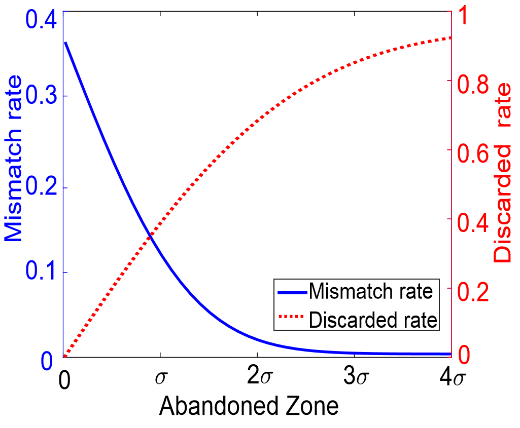 0.4
0.3
0.2
0.1
0
Mismatch rate
1
0.8
0.6
0.4
0.2
0
Discarded rate
Mismatch rate
Discarded rate
0 σ 2σ 3σ 4σ
Abandoned Zone